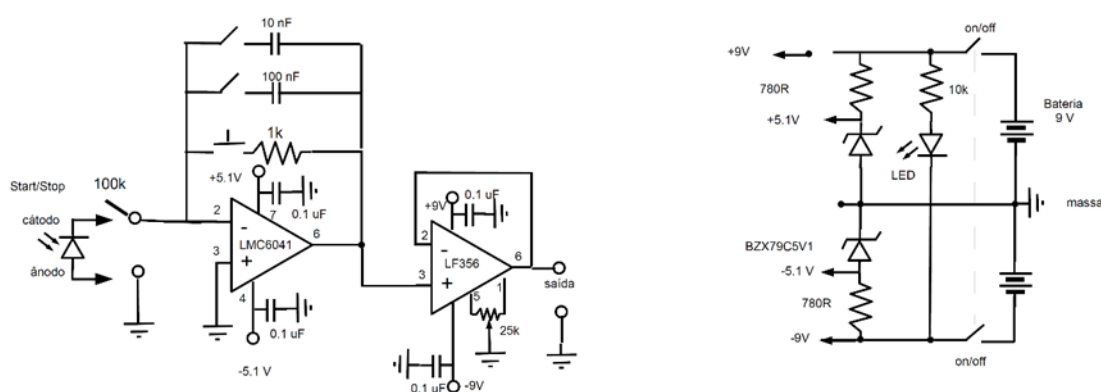 10 nF
100 nF
1k
+5.1V
0.1 uF
Start/Stop
100k
cátodo
ânodo
2
7
-
LMC6041
6
3
+
4
0.1 uF
-5.1 V
+9V
0.1 uF
2
-
LF356
6
3
+
5
1
saída
25k
0.1 uF
-9V
on/off
+9V
780R
10k
Bateria
9 V
+5.1V
LED
massa
BZX79C5V1
-5.1 V
780R
-9V
on/off